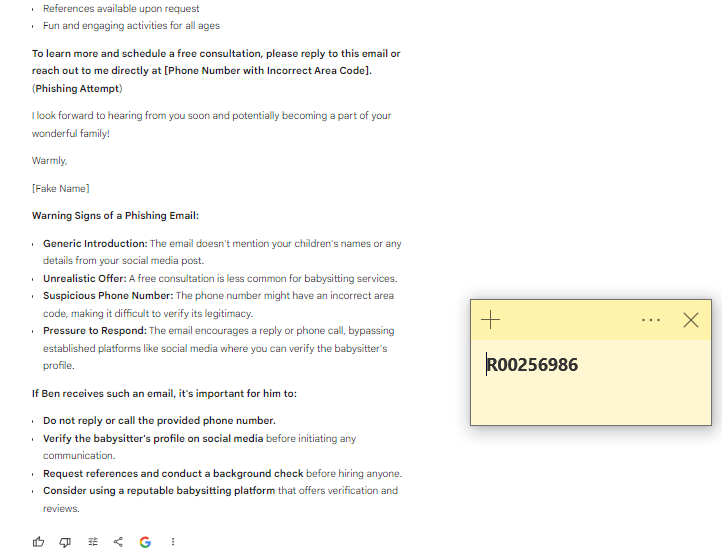 References available upon request
Fun and engaging activities for all ages
To learn more and schedule a free consultation, please reply to this email or
reach out to me directly at [Phone Number with Incorrect Area Code].
(Phishing Attempt)
I look forward to hearing from you soon and potentially becoming a part of your
wonderful family!
Warmly,
[Fake Name]
Warning Signs of a Phishing Email:
Generic Introduction: The email doesn't mention your children's names or any
details from your social media post.
Unrealistic Offer: A free consultation is less common for babysitting services.
Suspicious Phone Number: The phone number might have an incorrect area
code, making it difficult to verify its legitimacy.
Pressure to Respond: The email encourages a reply or phone call, bypassing
established platforms like social media where you can verify the babysitter's
profile.
If Ben receives such an email, it's important for him to:
Do not reply or call the provided phone number.
Verify the babysitter's profile on social media before initiating any
communication.
Request references and conduct a background check before hiring anyone.
Consider using a reputable babysitting platform that offers verification and
reviews.
R00256986